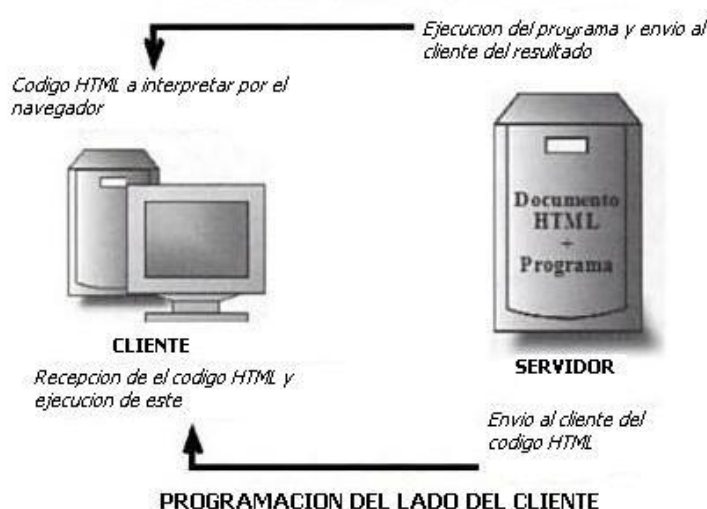 Ejecucion del programa y envio al
cliente del resultado
Codigo HTML a interpretar por el
navegador
Documento
HTML
+
Programa
CLIENTE
SERVIDOR
Recepcion de el codigo HTML y
ejecucion de este
Envio al cliente del
codigo HTML
PROGRAMACION DEL LADO DEL CLIENTE